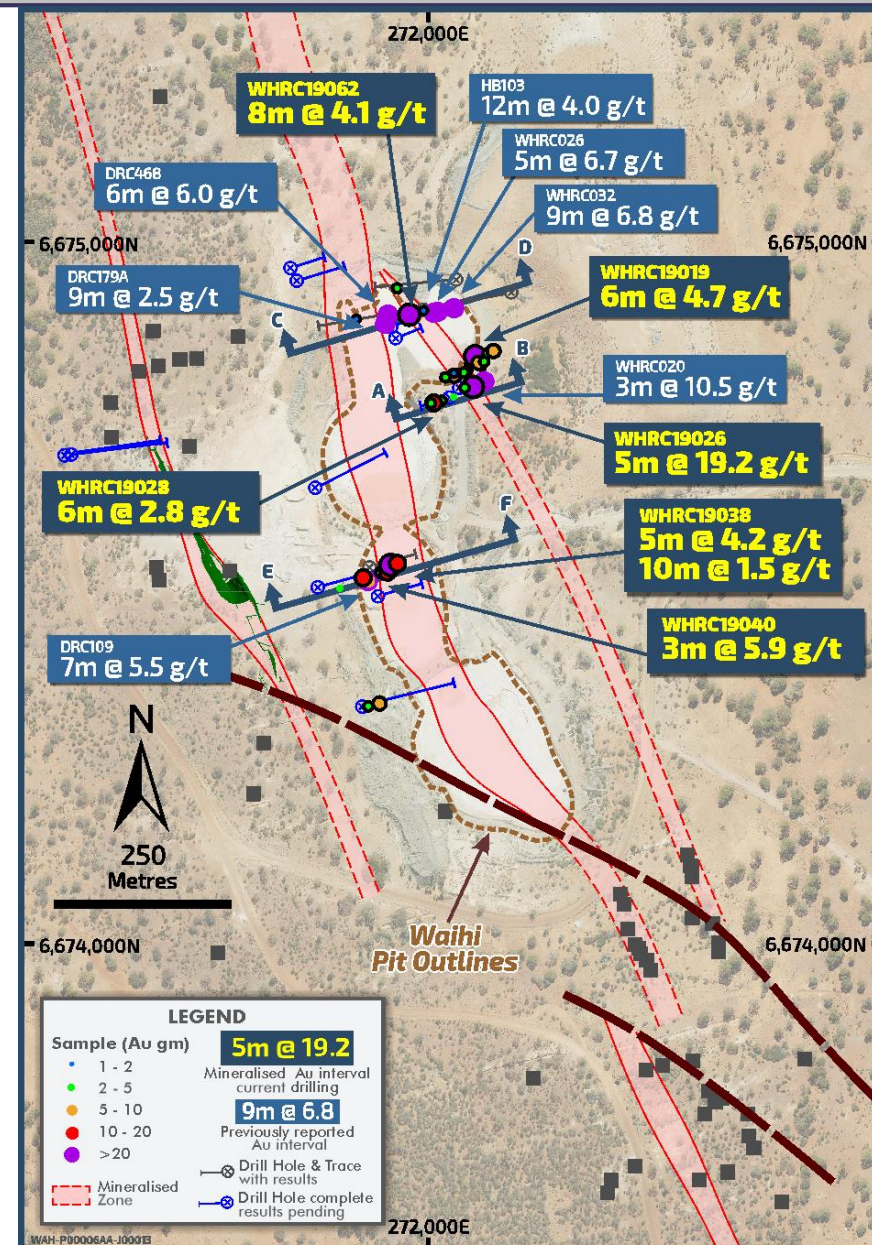 272,000E
WHRC19062
8m @ 4.1 g/t
HB103
12m @ 4.0 g/t
WHRC026
5m @ 6.7 g/t
DRC468
6m @ 6.0 g/t
WHRC032
9m @ 6.8 g/t
6,675,000N
6,675,000N
D
DRC179A
9m @ 2.5 g/t
WHRC19019
6m @ 4.7 g/t
C
B
WHRC020
3m @ 10.5 g/t
A
WHRC19026
5m @ 19.2 g/t
WHRC19028
6m @ 2.8 g/t
F
WHRC19038
5m @ 4.2 g/t
10m @ 1.5 g/t
E
WHRC19040
3m @ 5.9 g/t
DRC109
7m @ 5.5 g/t
N
250
Metres
Waihi
Pit Outlines
6,674,000N
6,674,000N
LEGEND
Sample (Au gm)
1 - 2
2 - 5
5 - 10
10 - 20
>20
Mineralised
Zone
5m @ 19.2
Mineralised Au interval
current drilling
9m @ 6.8
Previously reported
Au interval
Drill Hole & Trace
with results
Drill Hole complete
results pending
272,000E
WAH-P00006AA-J00013